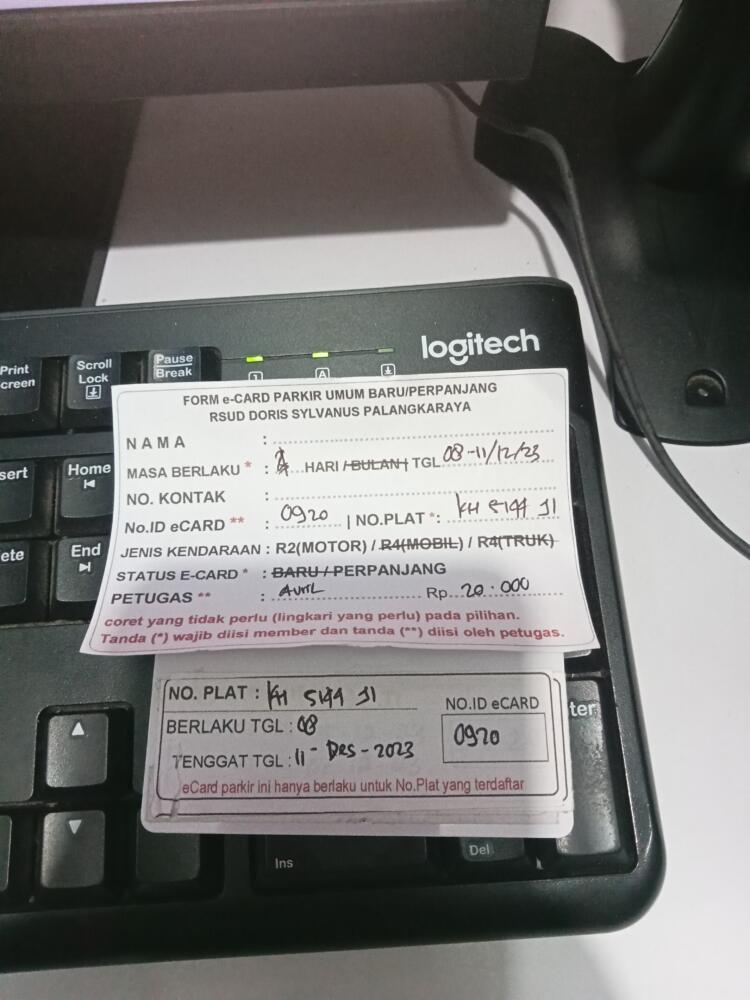 logitech
Print
Screen
Scroll
Lock
Pause
Break
1
A
FORM e-CARD PARKIR UMUM BARU/PERPANJANG
RSUD DORIS SYLVANUS PALANGKARAYA
NAMA :
MASA BERLAKU * : HARI /BULAN | TGL 08-11/12/23
NO. KONTAK :
No.ID eCARD ** : 0920 | NO.PLAT *: KH 5144 JI
JENIS KENDARAAN : R2(MOTOR) / R4(MOBIL) / R4(TRUK)
STATUS E-CARD * : BARU / PERPANJANG
PETUGAS ** : Rp. 20.000
coret yang tidak perlu (lingkari yang perlu) pada pilihan.
Tanda (*) wajib diisi member dan tanda (**) diisi oleh petugas.
Home
End
NO. PLAT : KH 5144 JI
NO.ID eCARD
BERLAKU TGL : 08
0920
TENGGAT TGL : 11 - Des - 2023
eCard parkir ini hanya berlaku untuk No.Plat yang terdaftar
Ins
Del